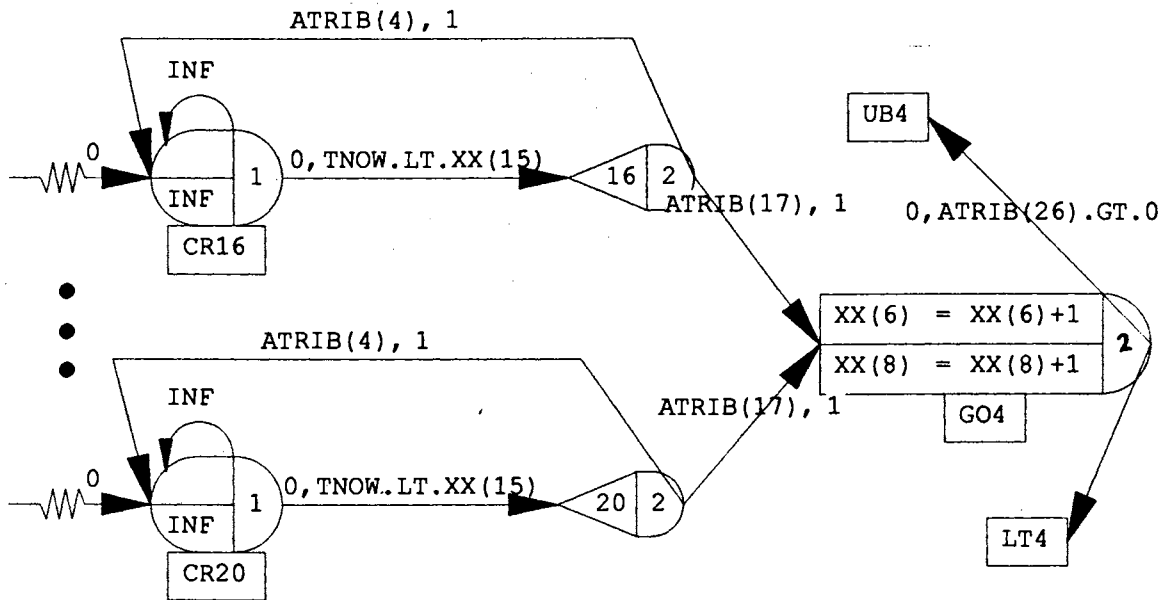 ATRIB(4), 1
INF
UB4
0
0,TNOW.LT.XX(15)
1
16
2
INF
ATRIB(17), 1
0,ATRIB(26).GT.0
CR16
XX(6) = XX(6)+1
ATRIB(4), 1
2
XX(8) = XX(8)+1
INF
ATRIB(17), 1
GO4
0
0,TNOW.LT.XX(15)
1
20
2
INF
LT4
CR20